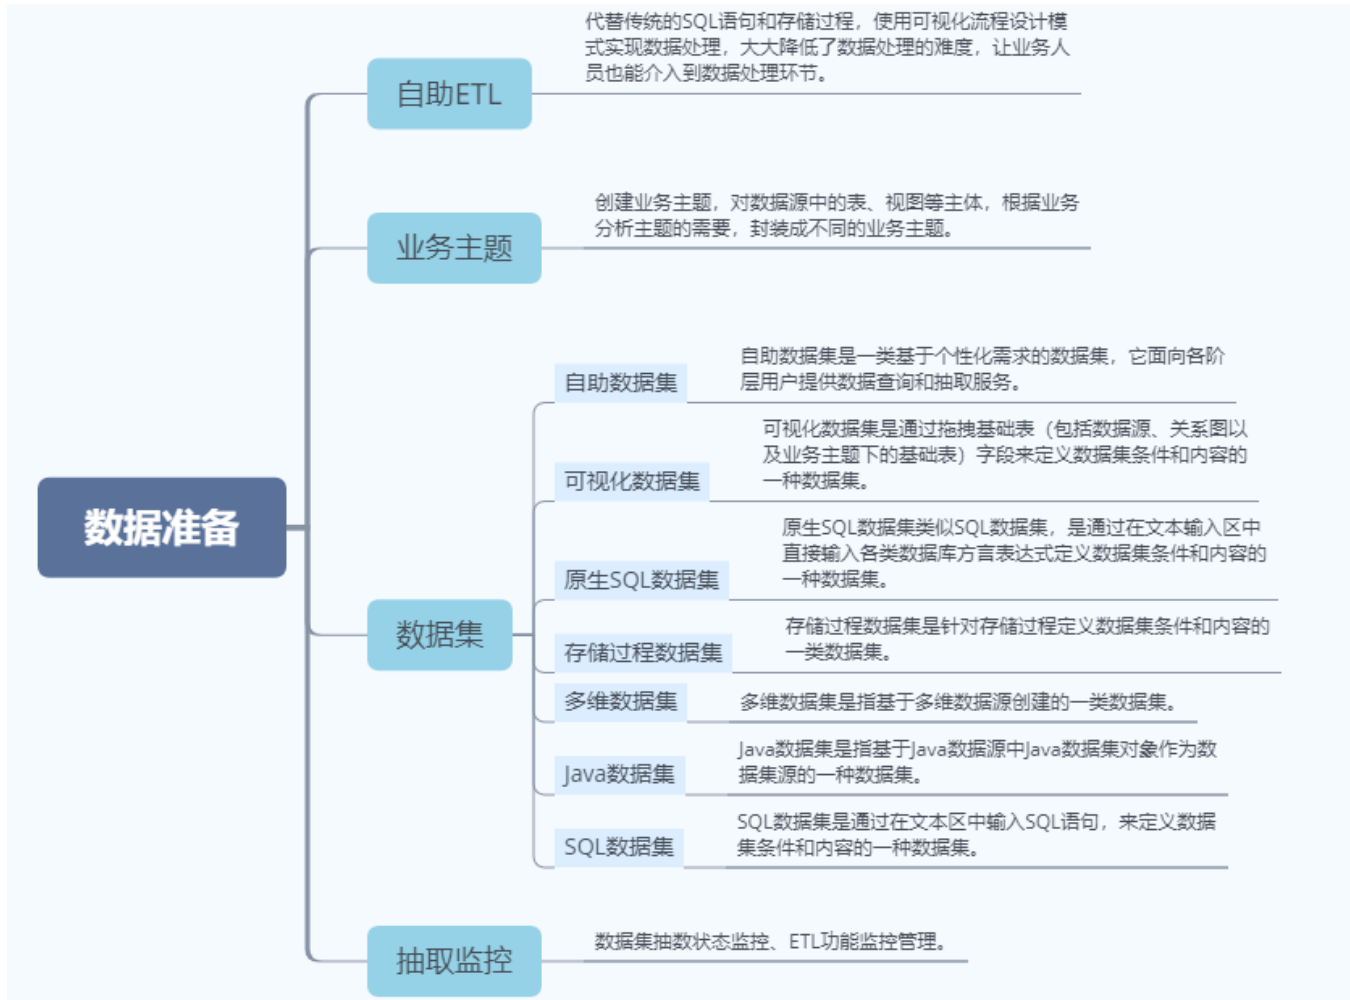 代替传统的SQL语句和存储过程，使用可视化流程设计模
式实现数据处理，大大降低了数据处理的难度，让业务人
员也能介入到数据处理环节。
自助ETL
创建业务主题，对数据源中的表、视图等主体，根据业务
分析主题的需要，封装成不同的业务主题。
业务主题
自助数据集是一类基于个性化需求的数据集，它面向各阶
层用户提供数据查询和抽取服务。
自助数据集
可视化数据集是通过拖拽基础表（包括数据源、关系图以
及业务主题下的基础表）字段来定义数据集条件和内容的
一种数据集。
可视化数据集
数据准备
原生SQL数据集类似SQL数据集，是通过在文本输入区中
直接输入各类数据库方言表达式定义数据集条件和内容的
一种数据集。
原生SQL数据集
数据集
存储过程数据集是针对存储过程定义数据集条件和内容的
一类数据集。
存储过程数据集
多维数据集
多维数据集是指基于多维数据源创建的一类数据集。
Java数据集是指基于Java数据源中Java数据集对象作为数
据集源的一种数据集。
Java数据集
SQL数据集是通过在文本区中输入SQL语句，来定义数据
集条件和内容的一种数据集。
SQL数据集
数据集抽数状态监控、ETL功能监控管理。
抽取监控